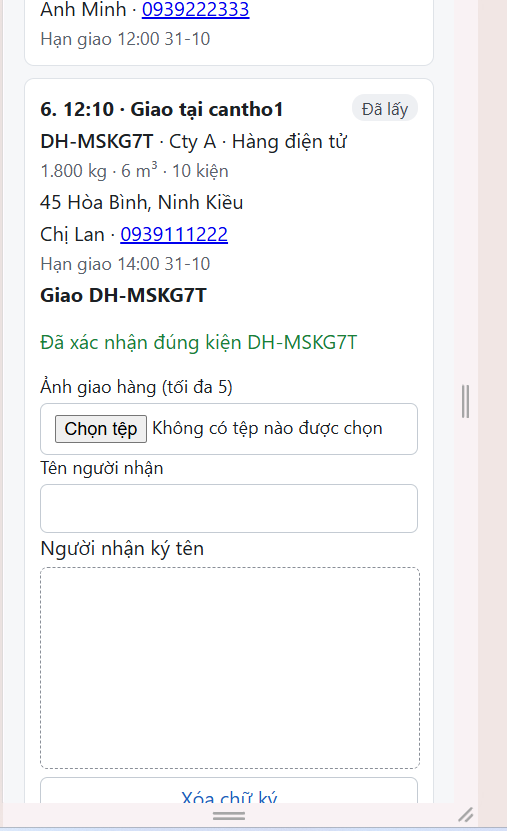 Anh Minh · 0939222333
Hạn giao 12:00 31-10
6. 12:10 · Giao tại cantho1
Đã lấy
DH-MSKG7T · Cty A · Hàng điện tử
1.800 kg · 6 m³ · 10 kiện
45 Hòa Bình, Ninh Kiều
Chị Lan · 0939111222
Hạn giao 14:00 31-10
Giao DH-MSKG7T
Đã xác nhận đúng kiện DH-MSKG7T
Ảnh giao hàng (tối đa 5)
Chọn tệp Không có tệp nào được chọn
Tên người nhận
Người nhận ký tên
Xóa chữ ký